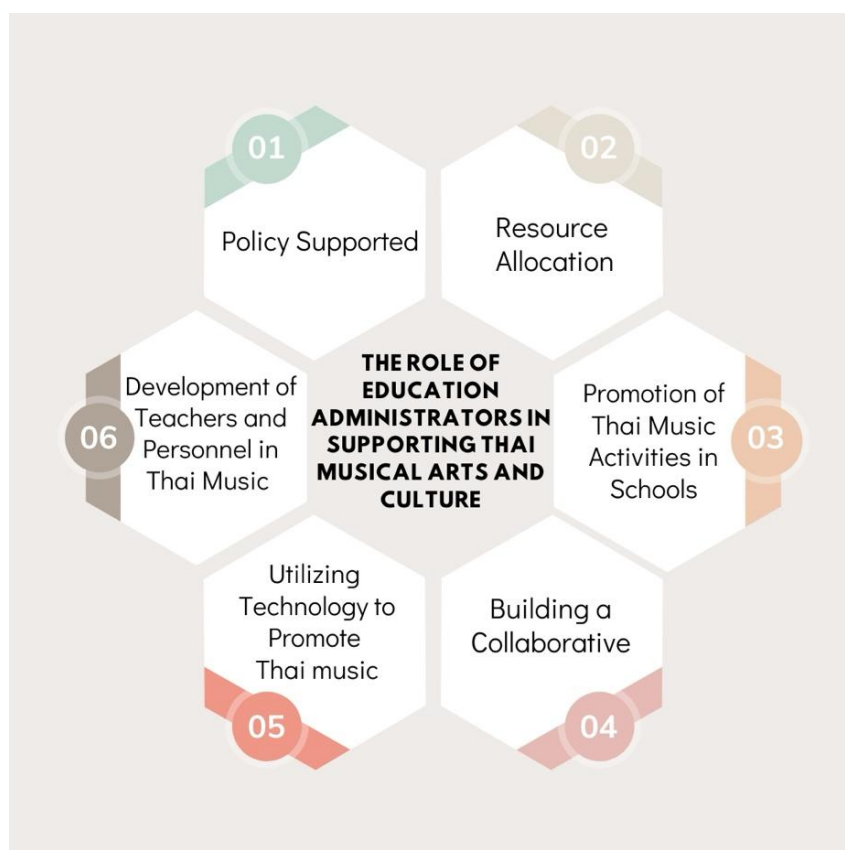 01
Policy Supported
02
Resource
Allocation
THE ROLE OF
EDUCATION
ADMINISTRATORS IN
SUPPORTING THAI
MUSICAL ARTS AND
CULTURE
03
Promotion of
Thai Music
Activities in
Schools
04
Building a
Collaborative
05
Utilizing
Technology to
Promote
Thai music
06
Development of
Teachers and
Personnel in
Thai Music